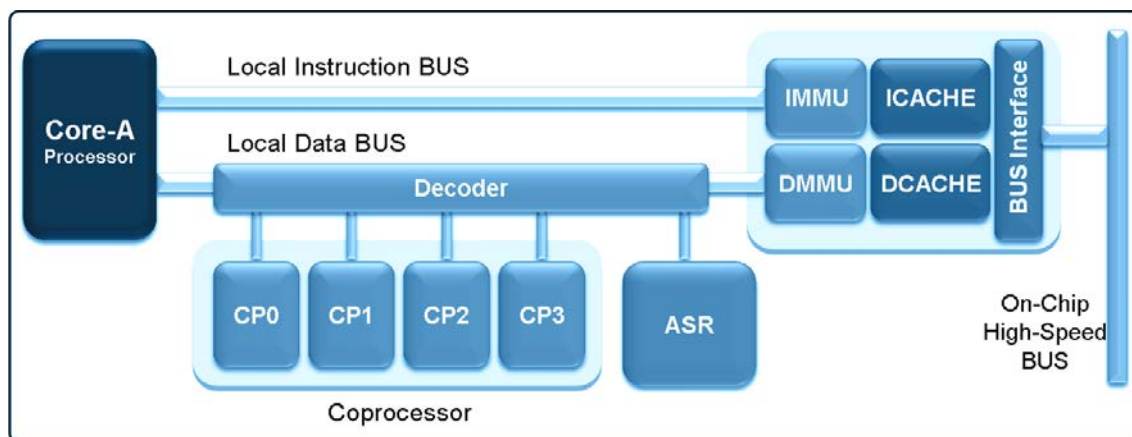 Core-A
Processor
Local Instruction BUS
Local Data BUS
Decoder
IMMU
ICACHE
DMMU
DCACHE
BUS Interface
CP0
CP1
CP2
CP3
ASR
Coprocessor
On-Chip
High-Speed
BUS